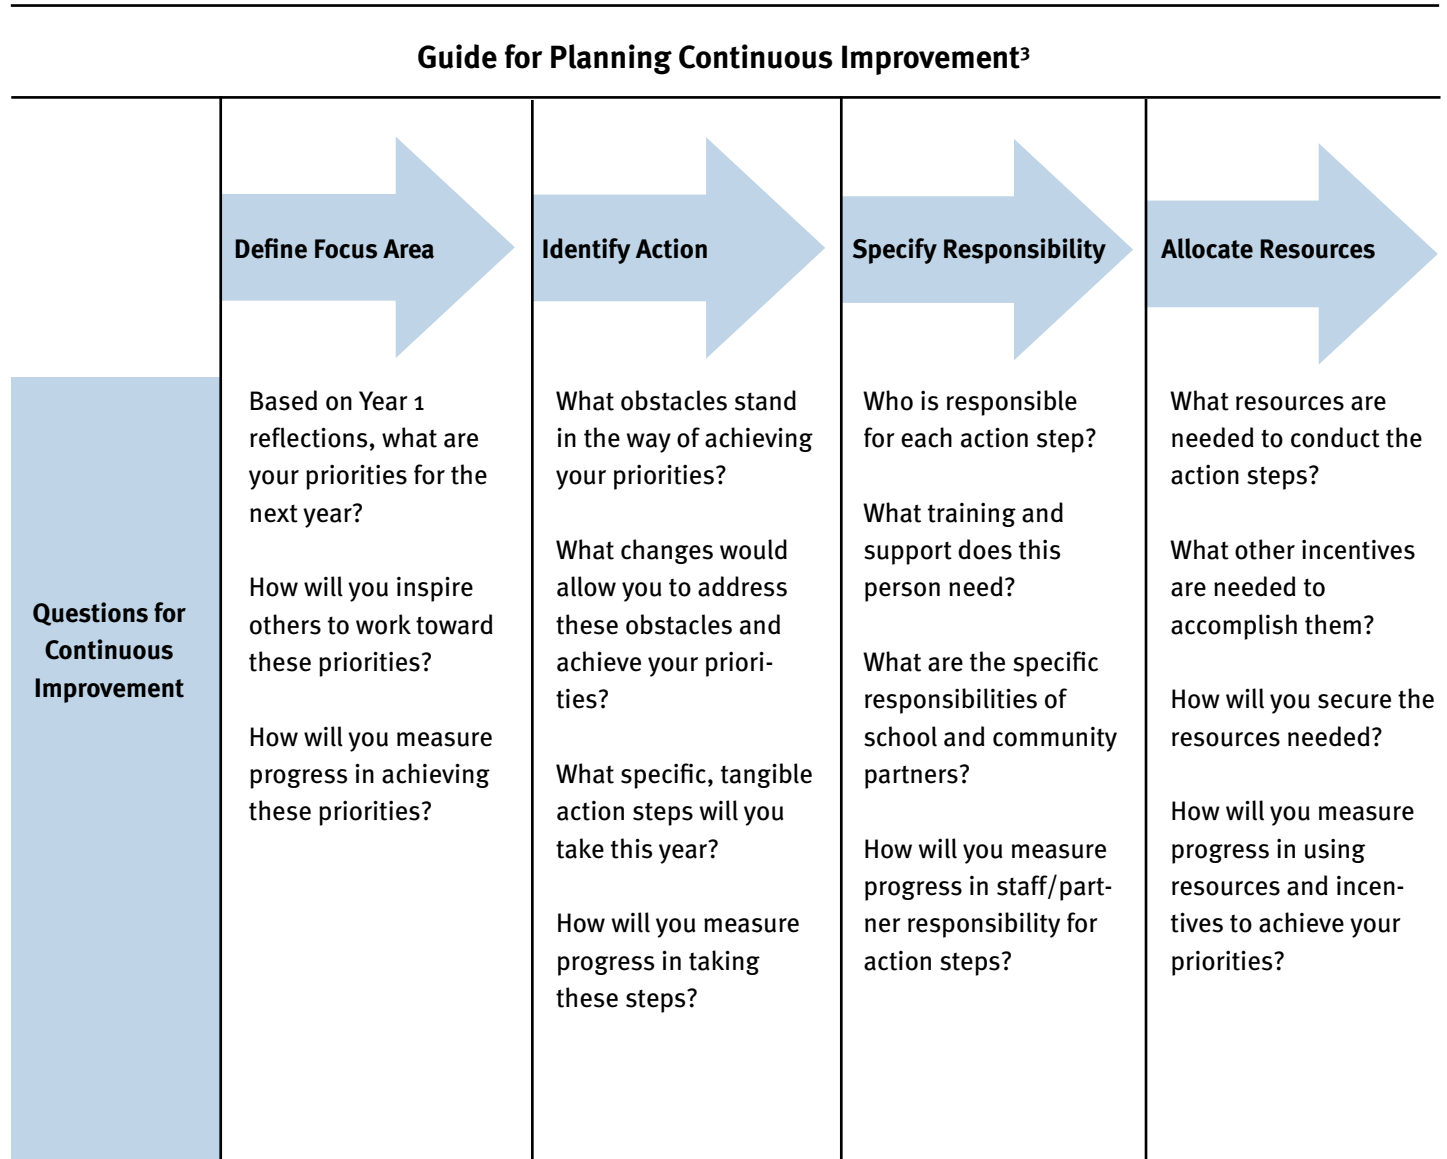 Guide for Planning Continuous Improvement³
Define Focus Area
Identify Action
Specify Responsibility
Allocate Resources
Questions for
Continuous
Improvement
Based on Year 1
reflections, what are
your priorities for the
next year?
How will you inspire
others to work toward
these priorities?
How will you measure
progress in achieving
these priorities?
What obstacles stand
in the way of achieving
your priorities?
What changes would
allow you to address
these obstacles and
achieve your priori-
ties?
What specific, tangible
action steps will you
take this year?
How will you measure
progress in taking
these steps?
Who is responsible
for each action step?
What training and
support does this
person need?
What are the specific
responsibilities of
school and community
partners?
How will you measure
progress in staff/part-
ner responsibility for
action steps?
What resources are
needed to conduct the
action steps?
What other incentives
are needed to
accomplish them?
How will you secure the
resources needed?
How will you measure
progress in using
resources and incen-
tives to achieve your
priorities?